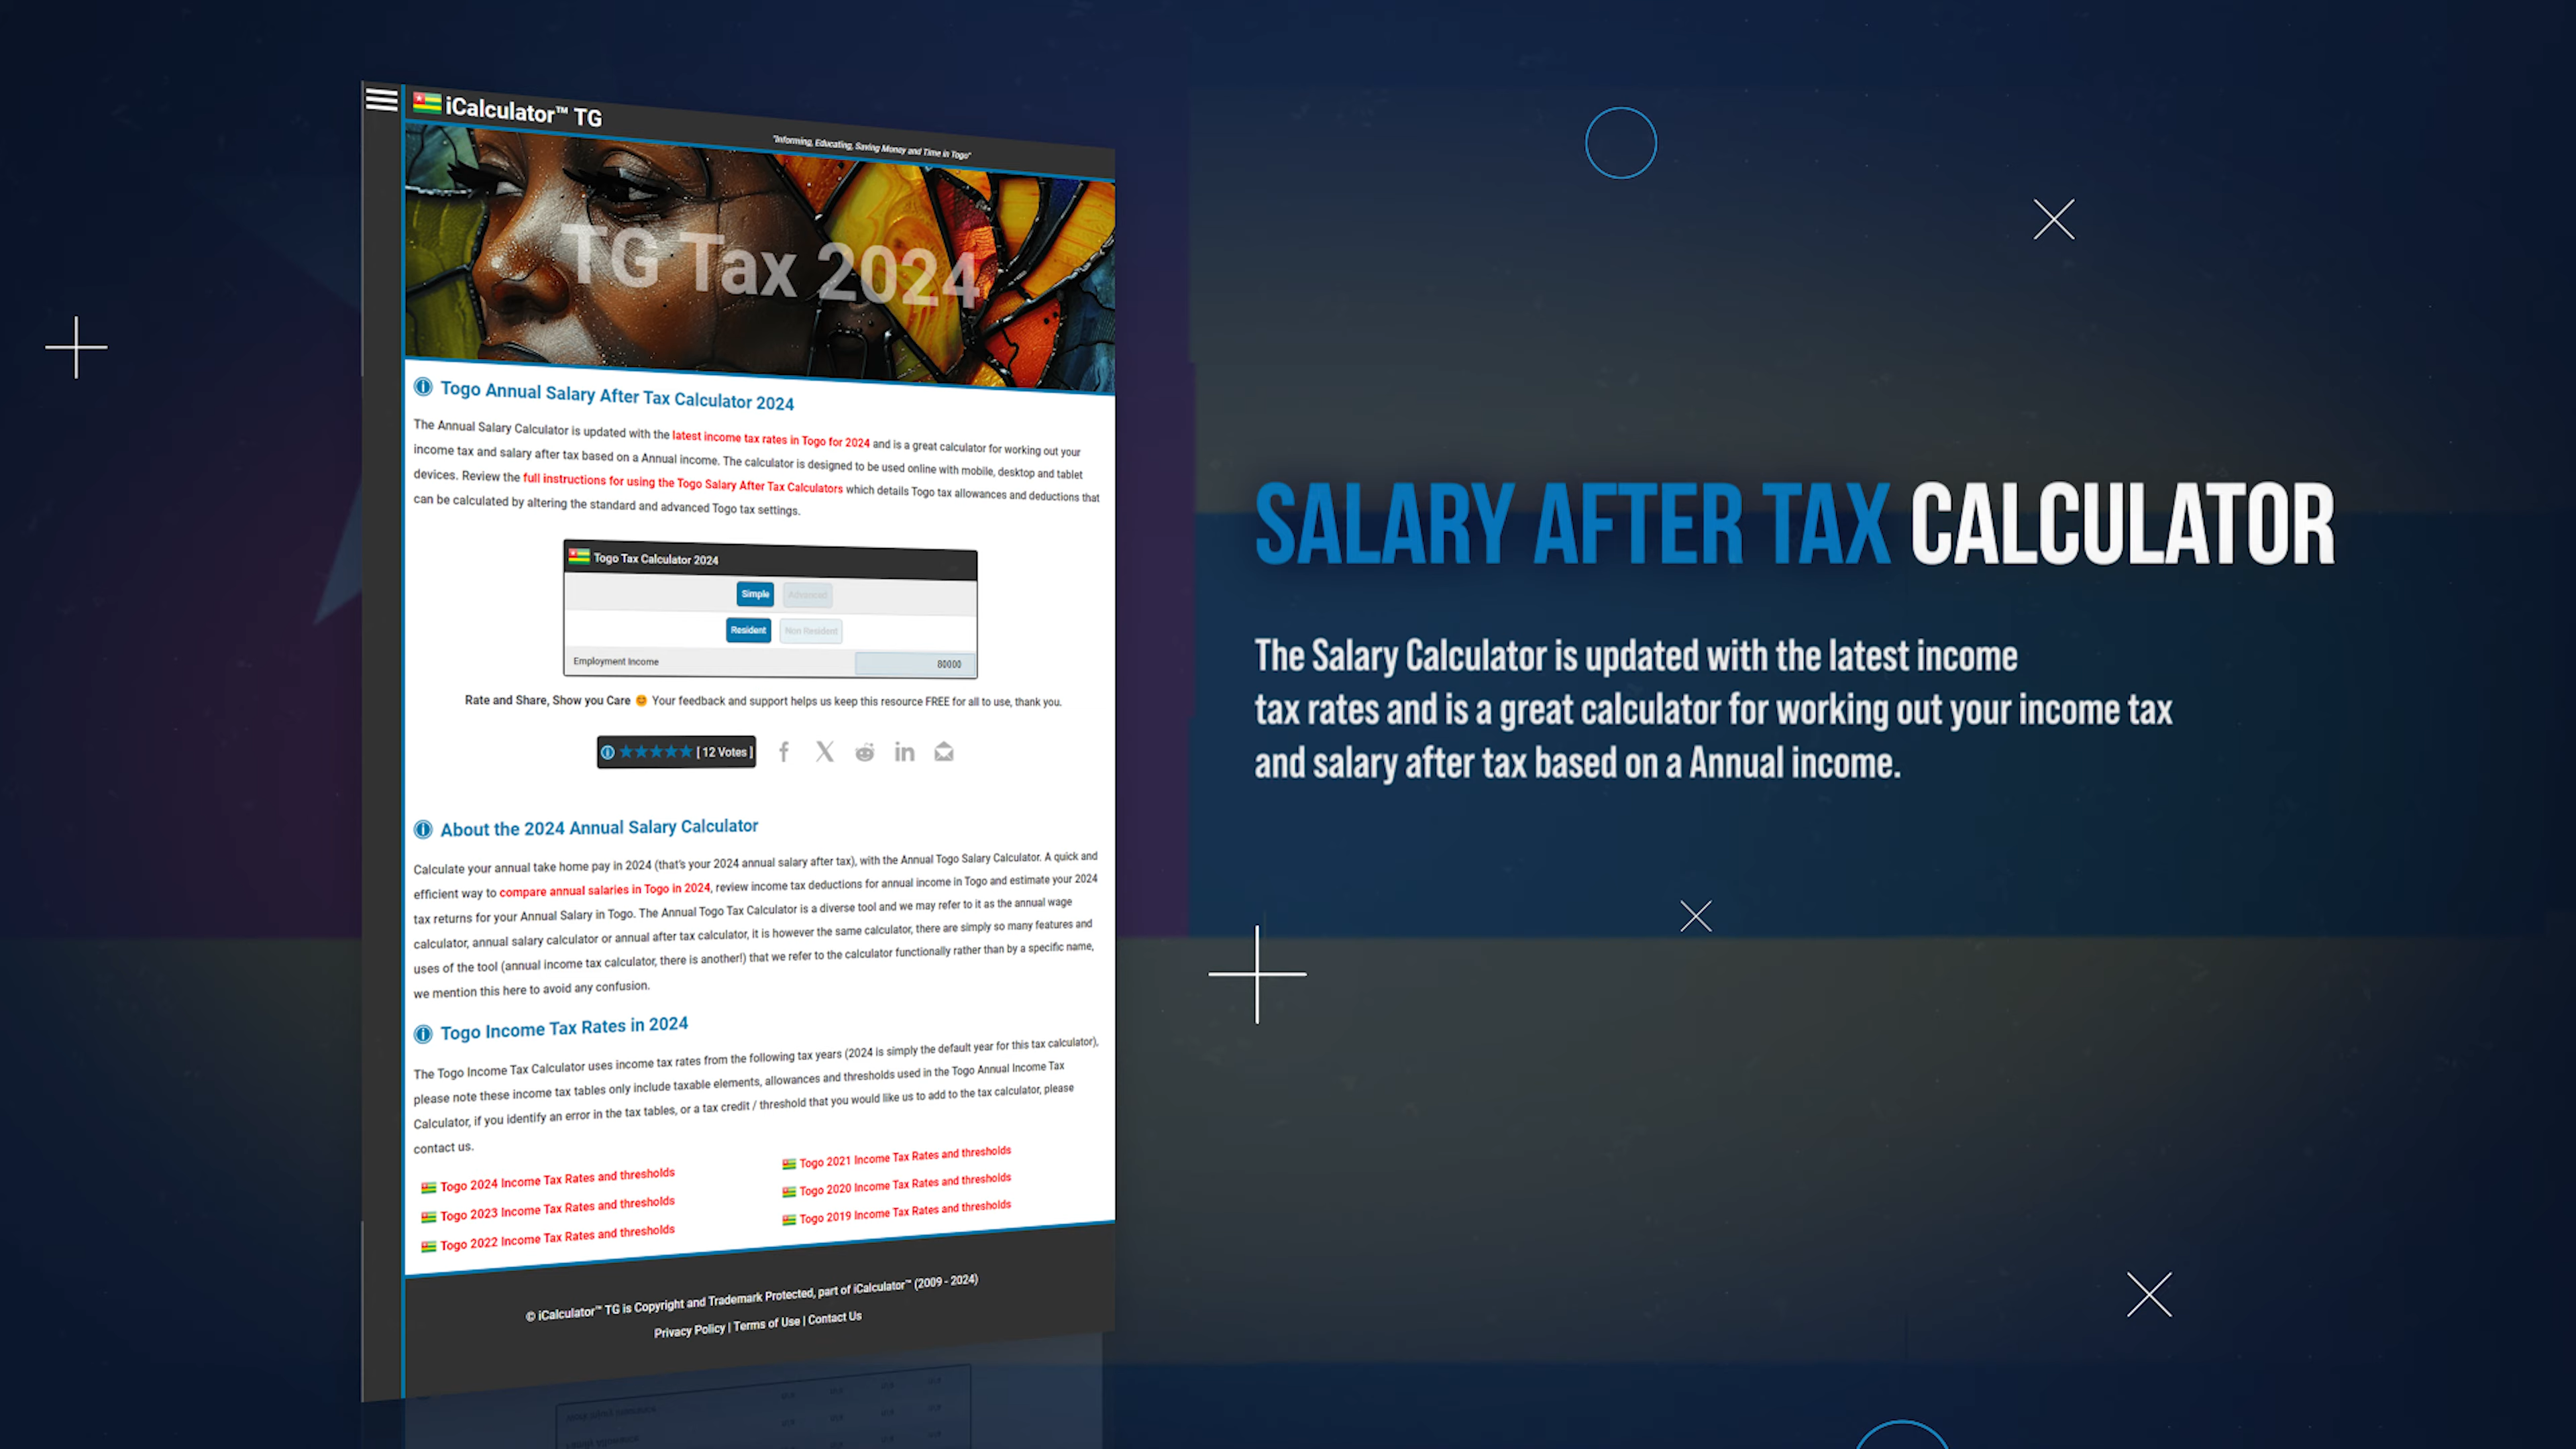 iCalculator™ TG
"Informing, Educating, Saving Money and Time in Togo"
TG Tax 2024
Togo Annual Salary After Tax Calculator 2024
The Annual Salary Calculator is updated with the latest income tax rates in Togo for 2024 and is a great calculator for working out your
income tax and salary after tax based on a Annual income. The calculator is designed to be used online with mobile, desktop and tablet
devices. Review the full instructions for using the Togo Salary After Tax Calculators which details Togo tax allowances and deductions that
can be calculated by altering the standard and advanced Togo tax settings.
Togo Tax Calculator 2024
Simple Advanced
Resident Non Resident
Employment Income 80000
Rate and Share, Show you Care 😊 Your feedback and support helps us keep this resource FREE for all to use, thank you.
★★★★★ [ 12 Votes ]
About the 2024 Annual Salary Calculator
Calculate your annual take home pay in 2024 (that's your 2024 annual salary after tax), with the Annual Togo Salary Calculator. A quick and
efficient way to compare annual salaries in Togo in 2024, review income tax deductions for annual income in Togo and estimate your 2024
tax returns for your Annual Salary in Togo. The Annual Togo Tax Calculator is a diverse tool and we may refer to it as the annual wage
calculator, annual salary calculator or annual after tax calculator, it is however the same calculator, there are simply so many features and
uses of the tool (annual income tax calculator, there is another!) that we refer to the calculator functionally rather than by a specific name,
we mention this here to avoid any confusion.
Togo Income Tax Rates in 2024
The Togo Income Tax Calculator uses income tax rates from the following tax years (2024 is simply the default year for this tax calculator),
please note these income tax tables only include taxable elements, allowances and thresholds used in the Togo Annual Income Tax
Calculator, if you identify an error in the tax tables, or a tax credit / threshold that you would like us to add to the tax calculator, please
contact us.
Togo 2024 Income Tax Rates and thresholds
Togo 2023 Income Tax Rates and thresholds
Togo 2022 Income Tax Rates and thresholds
Togo 2021 Income Tax Rates and thresholds
Togo 2020 Income Tax Rates and thresholds
Togo 2019 Income Tax Rates and thresholds
© iCalculator™ TG is Copyright and Trademark Protected, part of iCalculator™ (2009 - 2024)
Privacy Policy | Terms of Use | Contact Us
SALARY AFTER TAX CALCULATOR
The Salary Calculator is updated with the latest income
tax rates and is a great calculator for working out your income tax
and salary after tax based on a Annual income.